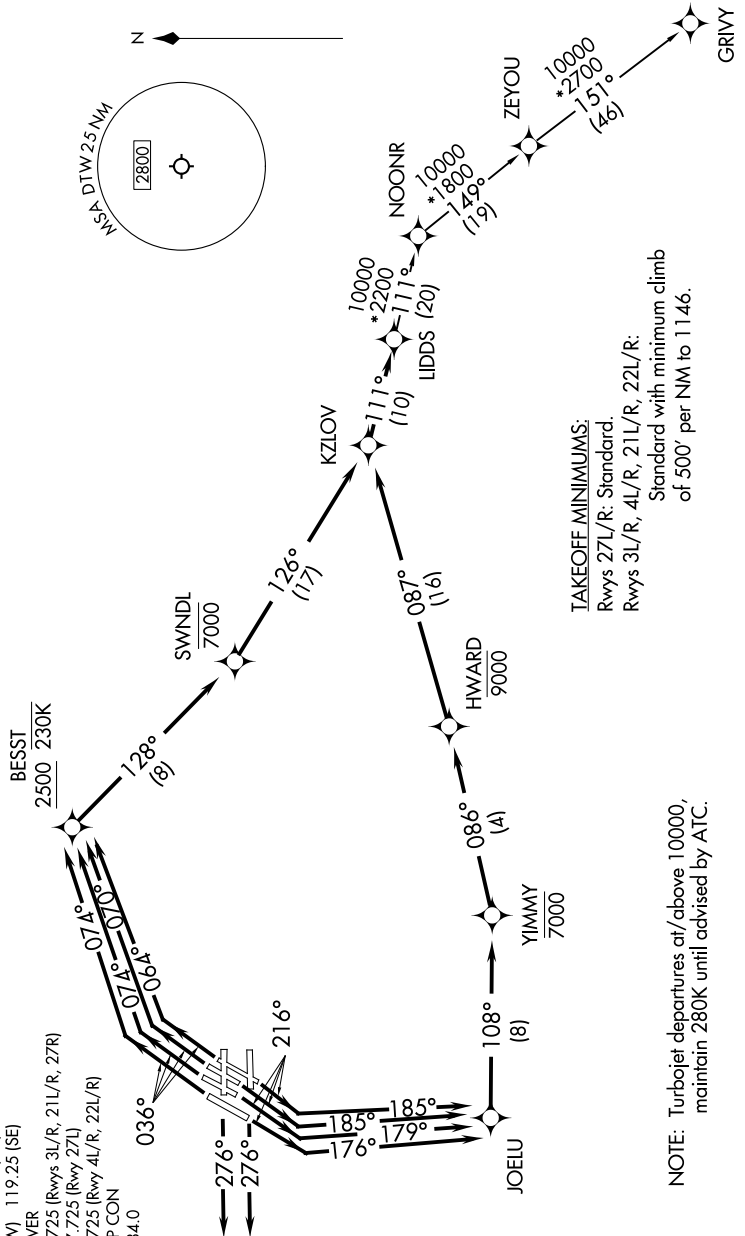 W) 119.25 (SE)
VER
725 (Rwys 3L/R, 21L/R, 27R)
7.725 (Rwy 27L)
725 (Rwy 4L/R, 22L/R)
P CON
34.0
BESST
2500 230K
MSA DTW 25 NM
2800
N
074°
074°
070°
064°
036°
216°
276°
276°
185°
185°
179°
176°
128°
(8)
SWNDL
7000
126°
(17)
KZLOV
111°
(10)
LIDDS
10000
*2200
111°
(20)
NOONR
10000
*1800
149°
(19)
ZEYOU
10000
*2700
151°
(46)
GRIVY
JOELU
108°
(8)
YIMMY
7000
086°
(4)
HWARD
9000
087°
(16)
TAKEOFF MINIMUMS:
Rwys 27L/R: Standard.
Rwys 3L/R, 4L/R, 21L/R, 22L/R:
Standard with minimum climb
of 500' per NM to 1146.
NOTE: Turbojet departures at/above 10000,
maintain 280K until advised by ATC.